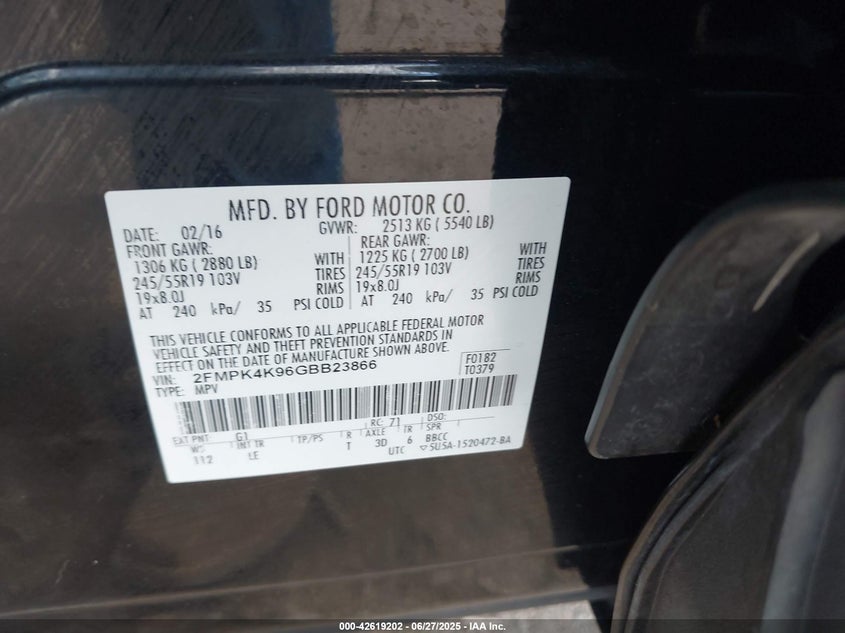 MFD. BY FORD MOTOR CO.
DATE: 02/16 GVWR: 2513 KG ( 5540 LB)
FRONT GAWR: REAR GAWR:
1306 KG ( 2880 LB) WITH 1225 KG ( 2700 LB) WITH
245/55R19 103V TIRES 245/55R19 103V TIRES
19x8.0J RIMS 19x8.0J RIMS
AT 240 kPa/ 35 PSI COLD AT 240 kPa/ 35 PSI COLD
THIS VEHICLE CONFORMS TO ALL APPLICABLE FEDERAL MOTOR
VEHICLE SAFETY AND THEFT PREVENTION STANDARDS IN
EFFECT ON THE DATE OF MANUFACTURE SHOWN ABOVE.
VIN: 2FMPK4K96GBB23866 F0182
TYPE: MPV T0379
EXT PNT: G1 RC: 71 DSO:
WB INT TR TP/PS R AXLE TR SPR
112 LE T 3D 6 BBCC
UTC ▽5U5A-1520472-BA
000-42619202 - 06/27/2025 - IAA Inc.